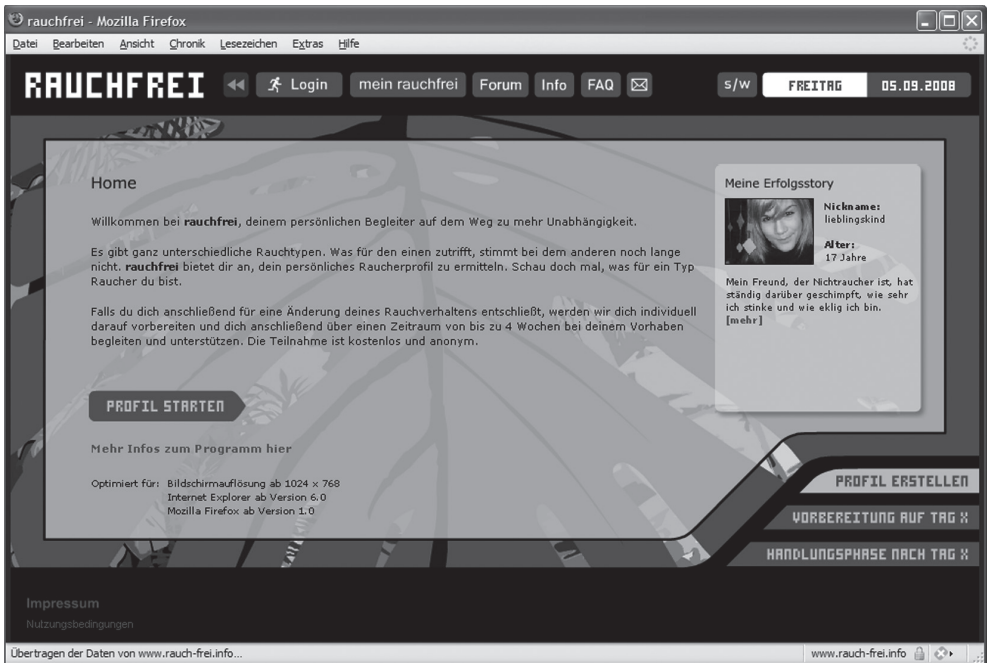 rauchfrei - Mozilla Firefox
Datei Bearbeiten Ansicht Chronik Lesezeichen Extras Hilfe
RAUCHFREI Login mein rauchfrei Forum Info FAQ s/w FREITAG 05.09.2008
Home
Willkommen bei rauchfrei, deinem persönlichen Begleiter auf dem Weg zu mehr Unabhängigkeit.
Es gibt ganz unterschiedliche Rauchtypen. Was für den einen zutrifft, stimmt bei dem anderen noch lange
nicht. rauchfrei bietet dir an, dein persönliches Raucherprofil zu ermitteln. Schau doch mal, was für ein Typ
Raucher du bist.
Falls du dich anschließend für eine Änderung deines Rauchverhaltens entschließt, werden wir dich individuell
darauf vorbereiten und dich anschließend über einen Zeitraum von bis zu 4 Wochen bei deinem Vorhaben
begleiten und unterstützen. Die Teilnahme ist kostenlos und anonym.
PROFIL STARTEN
Mehr Infos zum Programm hier
Optimiert für: Bildschirmauflösung ab 1024 x 768
Internet Explorer ab Version 6.0
Mozilla Firefox ab Version 1.0
Meine Erfolgsstory
Nickname:
lieblingskind
Alter:
17 Jahre
Mein Freund, der Nichtraucher ist, hat
ständig darüber geschimpft, wie sehr
ich stinke und wie eklig ich bin.
[mehr]
PROFIL ERSTELLEN
VORBEREITUNG AUF TAG X
HANDLUNGSPHASE NACH TAG X
Impressum
Nutzungsbedingungen
Übertragen der Daten von www.rauch-frei.info... www.rauch-frei.info